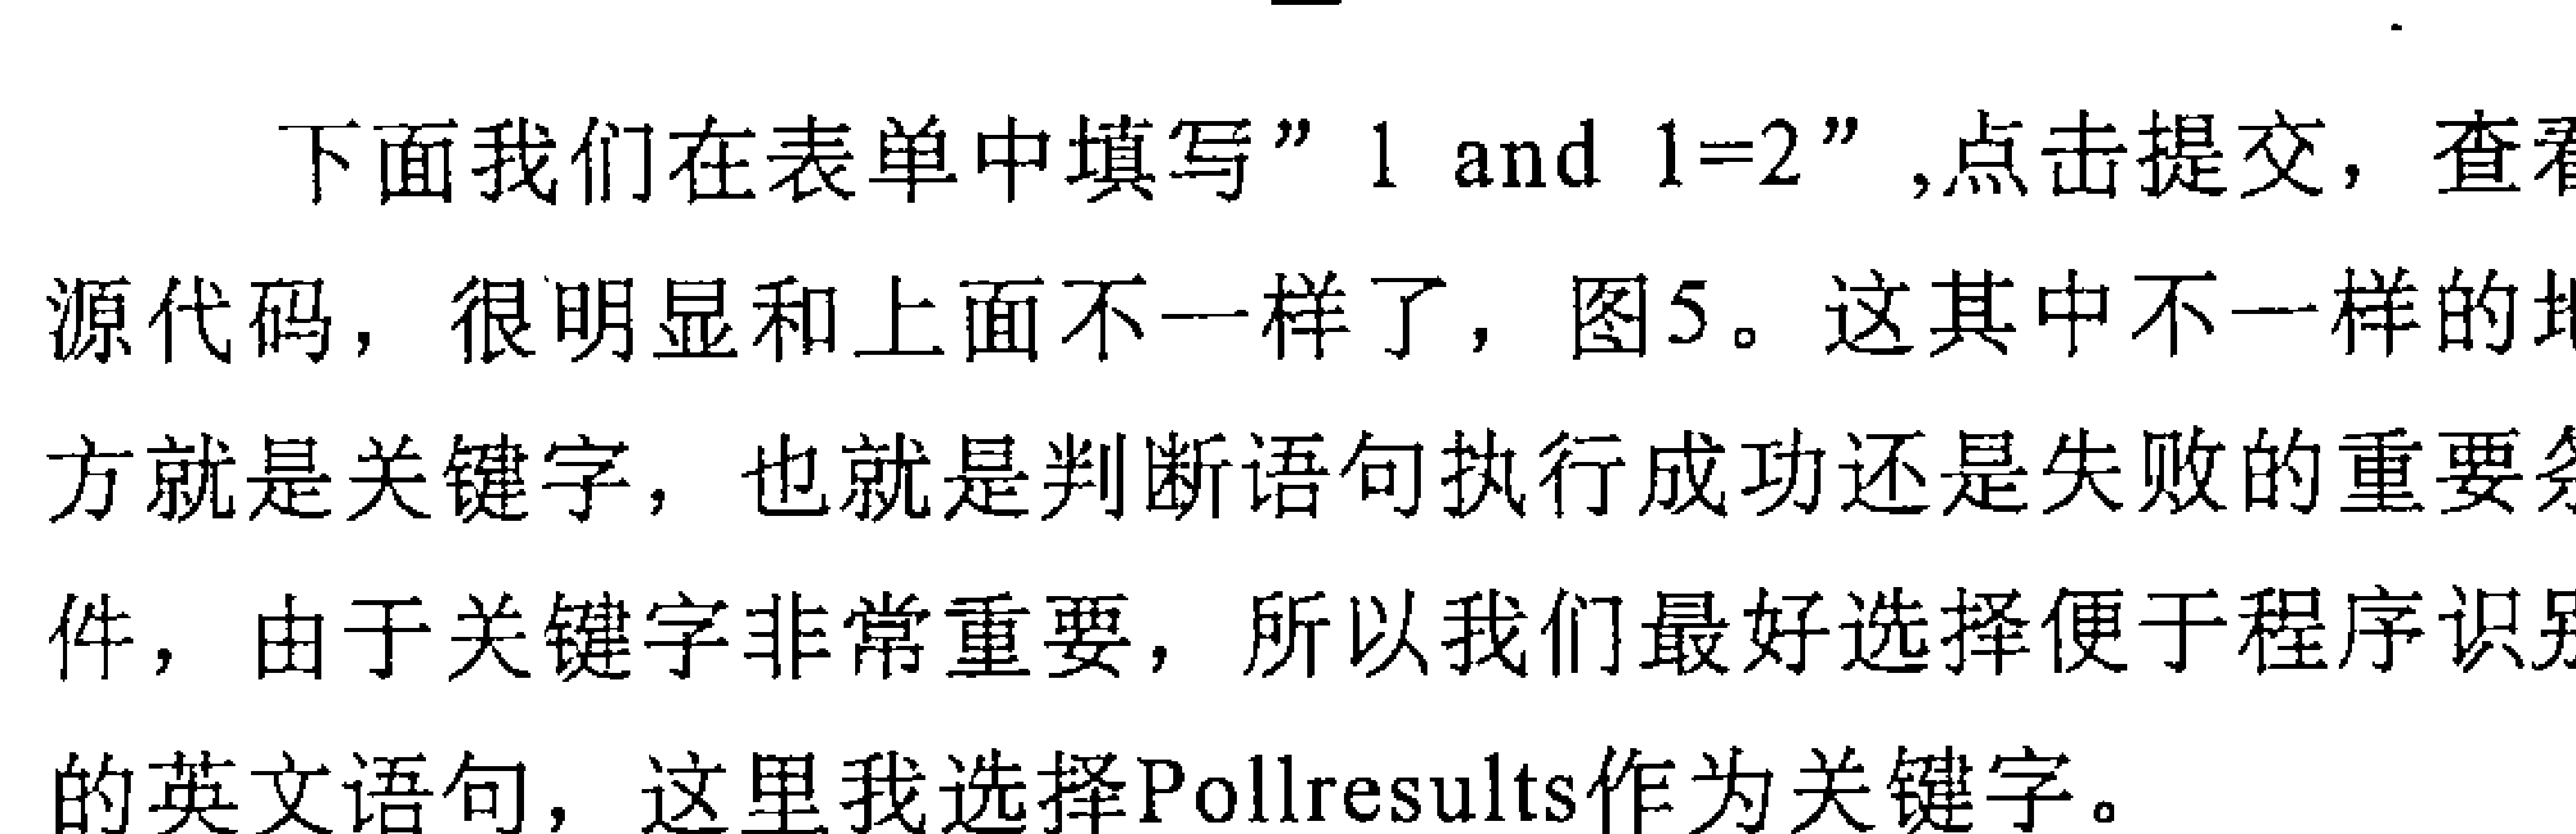 下面我们在表单中填写” 1 and 1=2” ,点击提交，查看
源代码，很明显和上面不一样了，图5。这其中不一样的地
方就是关键字，也就是判断语句执行成功还是失败的重要条
件，由于关键字非常重要，所以我们最好选择便于程序识别
的英文语句，这里我选择Pollresults作为关键字。